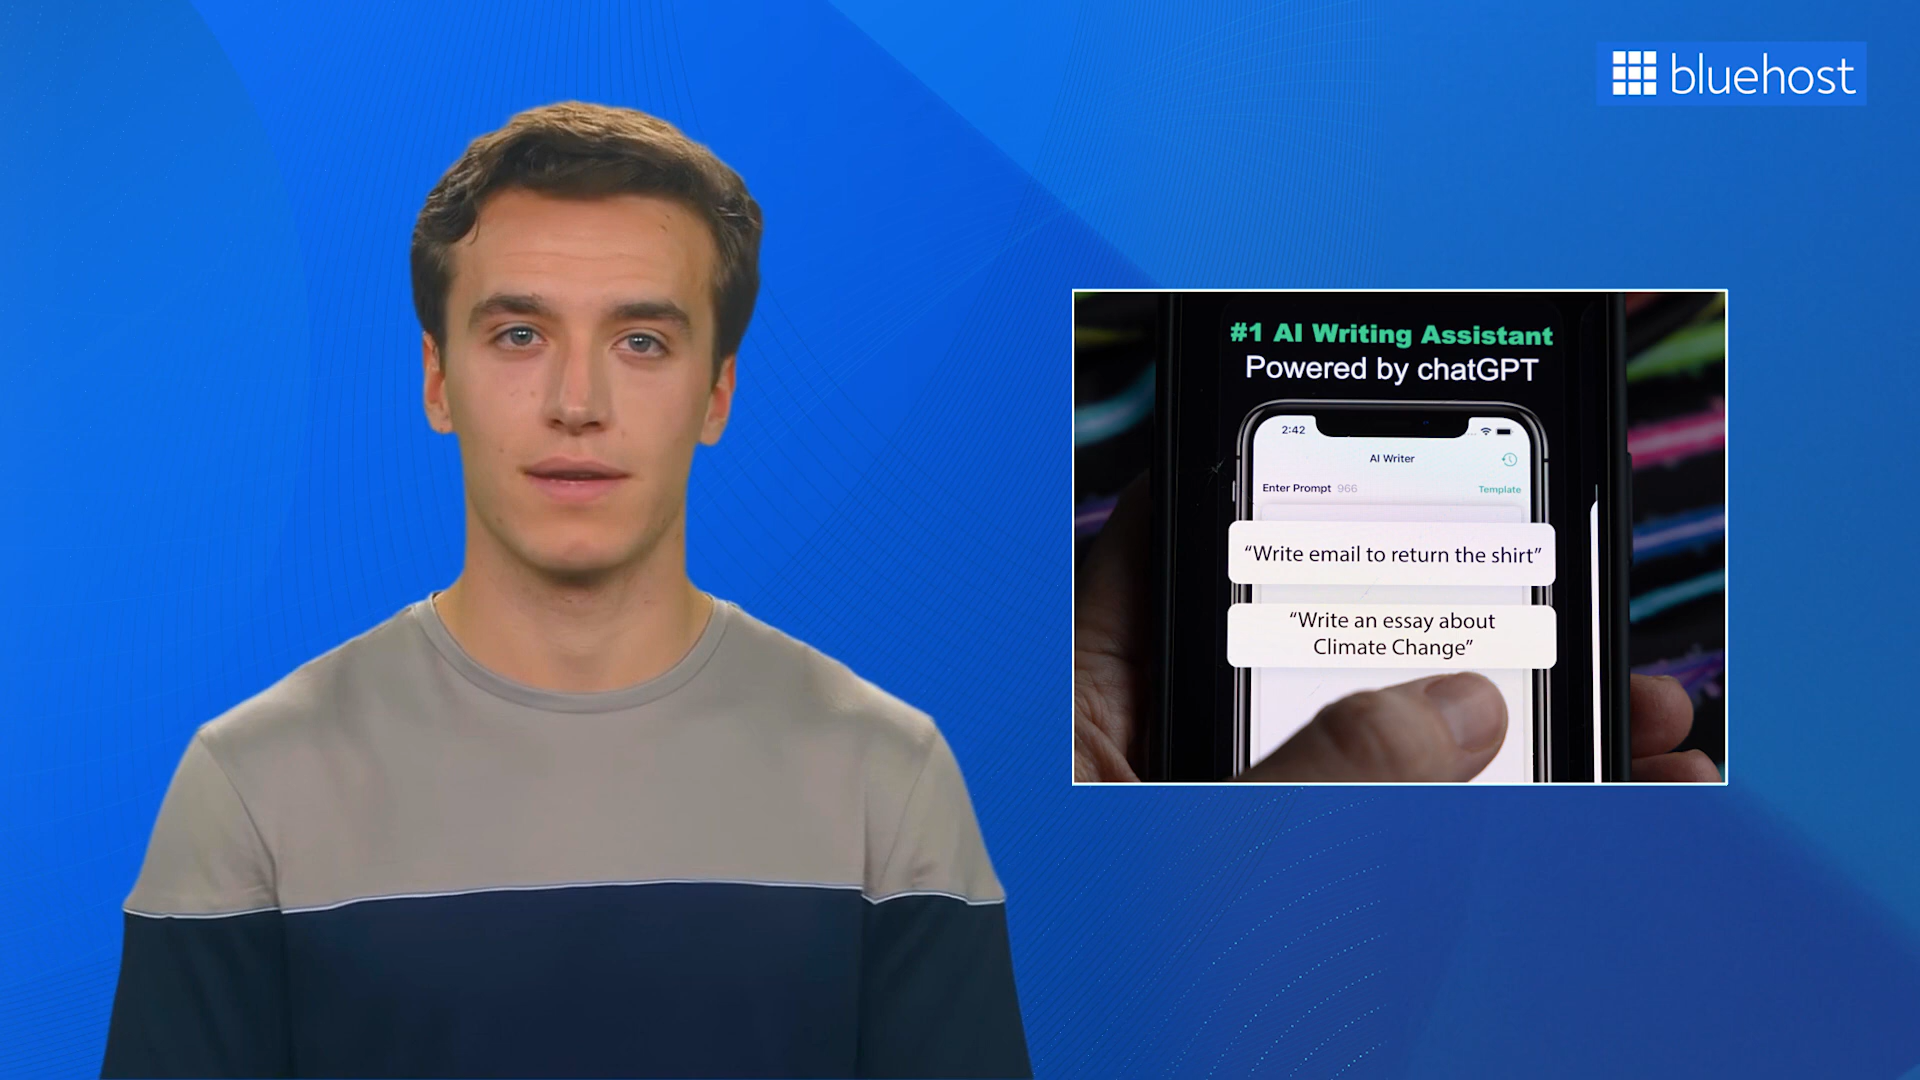 bluehost
#1 AI Writing Assistant
Powered by chatGPT
2:42
AI Writer
Enter Prompt 966
Template
“Write email to return the shirt”
“Write an essay about
Climate Change”